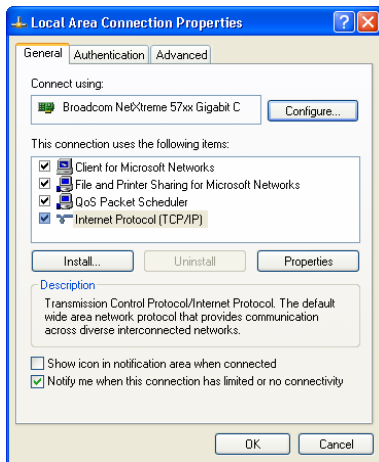 Local Area Connection Properties
General Authentication Advanced
Connect using:
Broadcom NetXtreme 57xx Gigabit C
Configure...
This connection uses the following items:
Client for Microsoft Networks
File and Printer Sharing for Microsoft Networks
QoS Packet Scheduler
Internet Protocol (TCP/IP)
Install... Uninstall Properties
Description
Transmission Control Protocol/Internet Protocol. The default
wide area network protocol that provides communication
across diverse interconnected networks.
Show icon in notification area when connected
Notify me when this connection has limited or no connectivity
OK Cancel